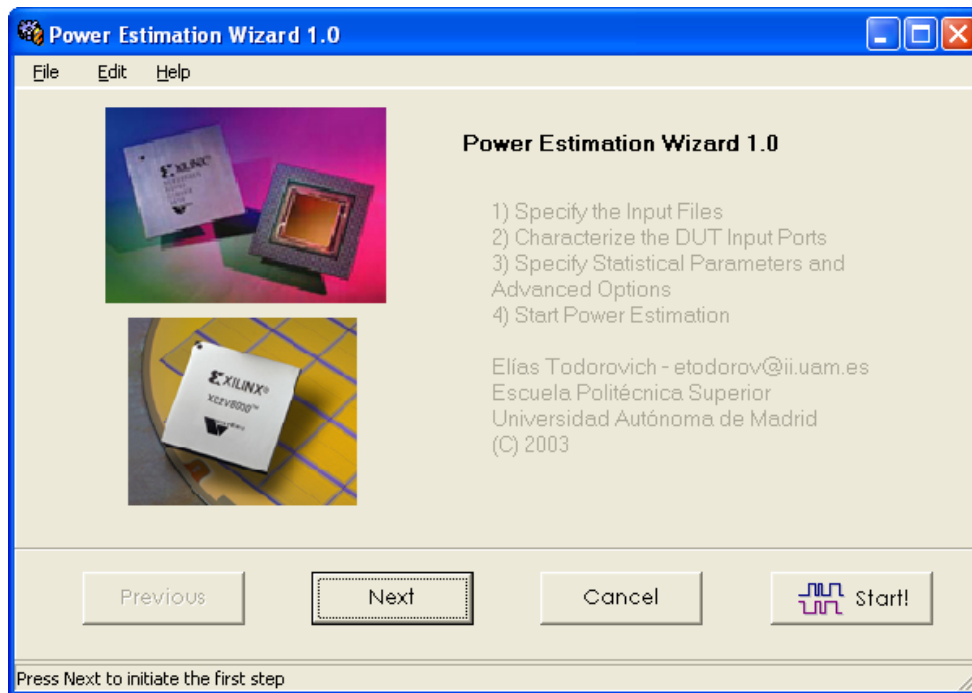 Power Estimation Wizard 1.0
File Edit Help
XILINX
Power Estimation Wizard 1.0
1) Specify the Input Files
2) Characterize the DUT Input Ports
3) Specify Statistical Parameters and
Advanced Options
4) Start Power Estimation
XILINX®
Elías Todorovich - etodorov@ii.uam.es
Escuela Politécnica Superior
Universidad Autónoma de Madrid
(C) 2003
Previous Next Cancel Start!
Press Next to initiate the first step